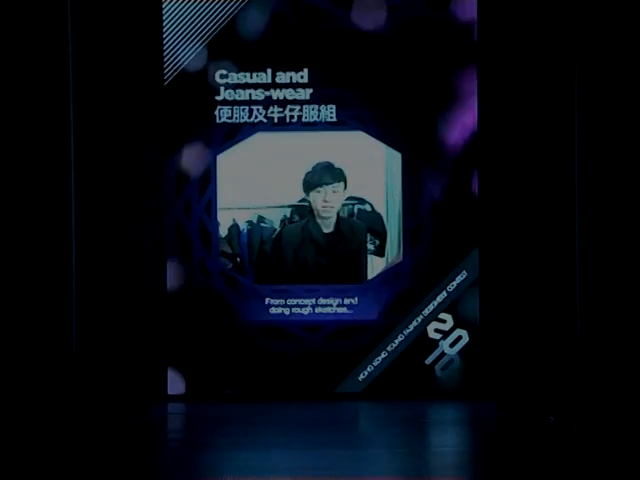 Casual and
Jeans-wear
便服及牛仔服組
From concept design and
doing rough sketches...
HONG KONG YOUNG FASHION DESIGNERS' CONTEST